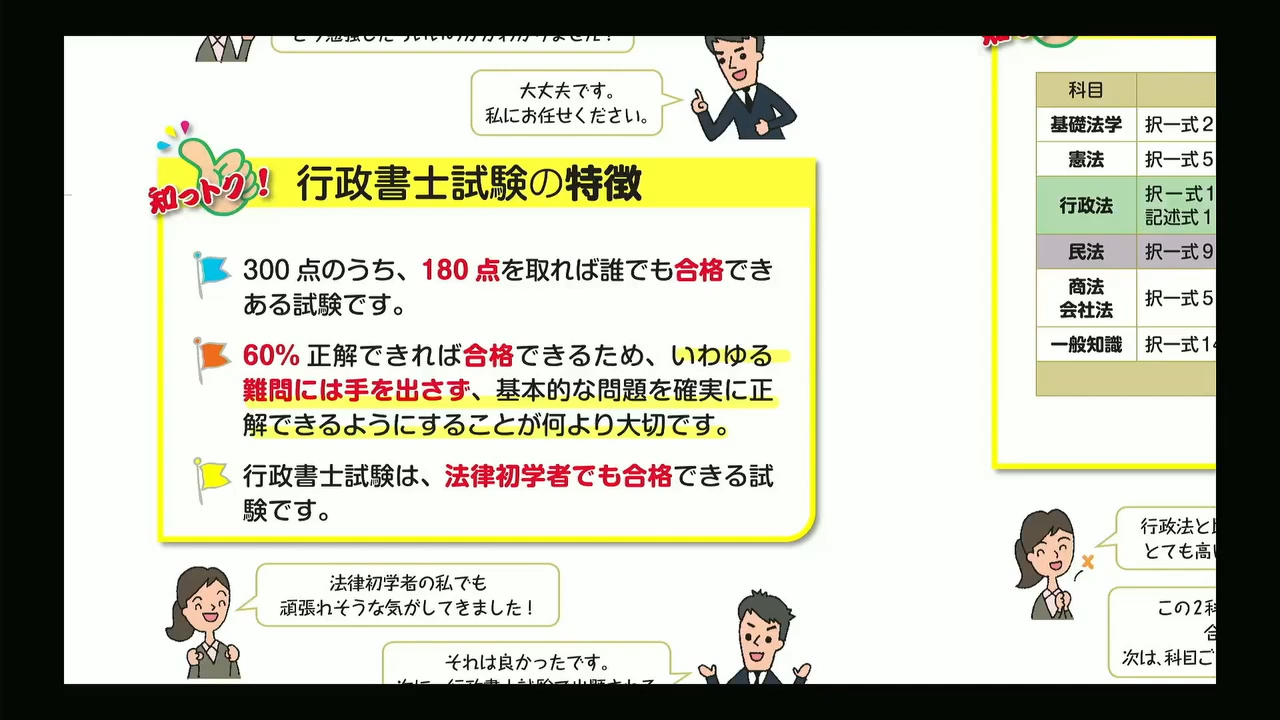 大丈夫です。
私にお任せください。
知っトク!
行政書士試験の特徴
300点のうち、180点を取れば誰でも合格でき
ある試験です。
60%正解できれば合格できるため、いわゆる
難問には手を出さず、基本的な問題を確実に正
解できるようにすることが何より大切です。
行政書士試験は、法律初学者でも合格できる試
験です。
法律初学者の私でも
頑張れそうな気がしてきました!
それは良かったです。
科目
基礎法学 択一式2
憲法 択一式5
行政法 択一式1
記述式1
民法 択一式9
商法
会社法 択一式5
一般知識 択一式14
行政法と
とても高い
この2科
合
次は、科目ご